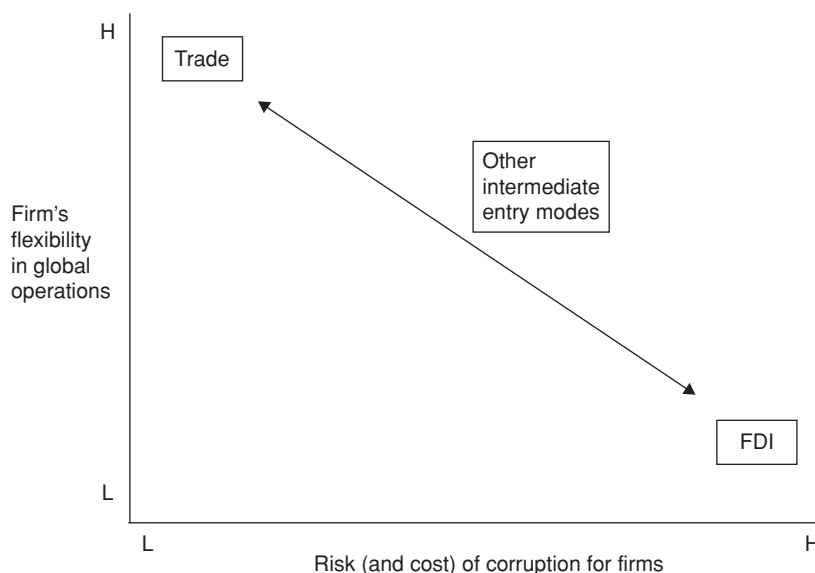 H
Trade
Other
intermediate
entry modes
Firm's
flexibility
in global
operations
FDI
L
L
H
Risk (and cost) of corruption for firms